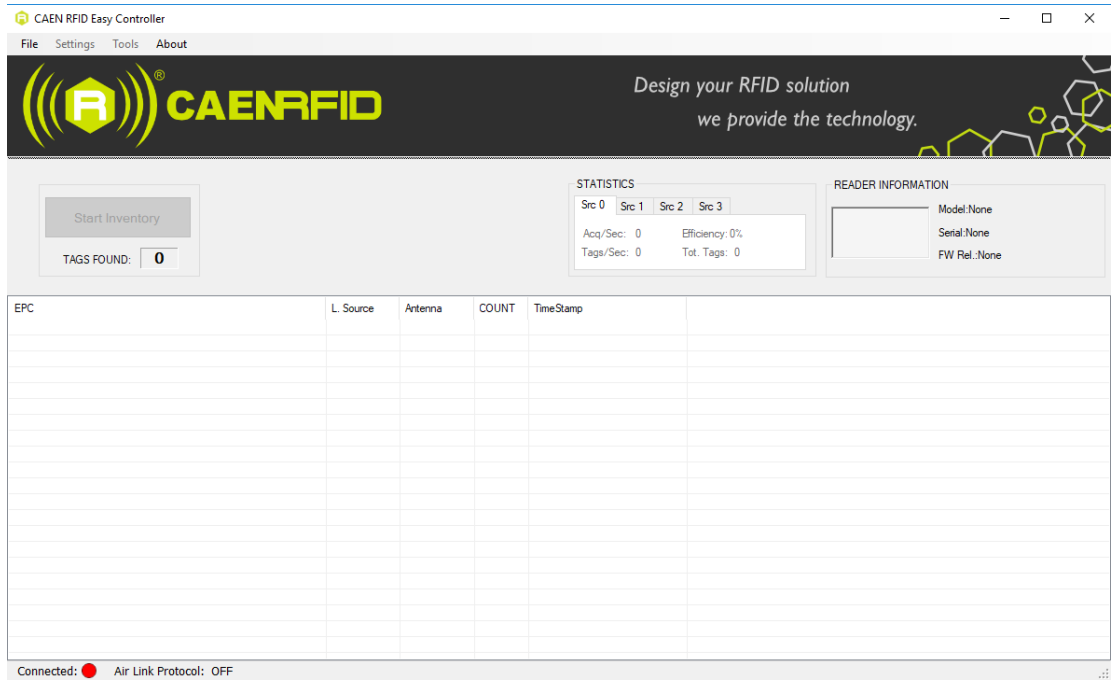 CAEN RFID Easy Controller
File Settings Tools About
R ® CAENRFID
Design your RFID solution
we provide the technology.
Start Inventory
TAGS FOUND: 0
STATISTICS
Src 0 Src 1 Src 2 Src 3
Acq/Sec: 0 Efficiency: 0%
Tags/Sec: 0 Tot. Tags: 0
READER INFORMATION
Model:None
Serial:None
FW Rel.:None
EPC L. Source Antenna COUNT TimeStamp
Connected: Air Link Protocol: OFF